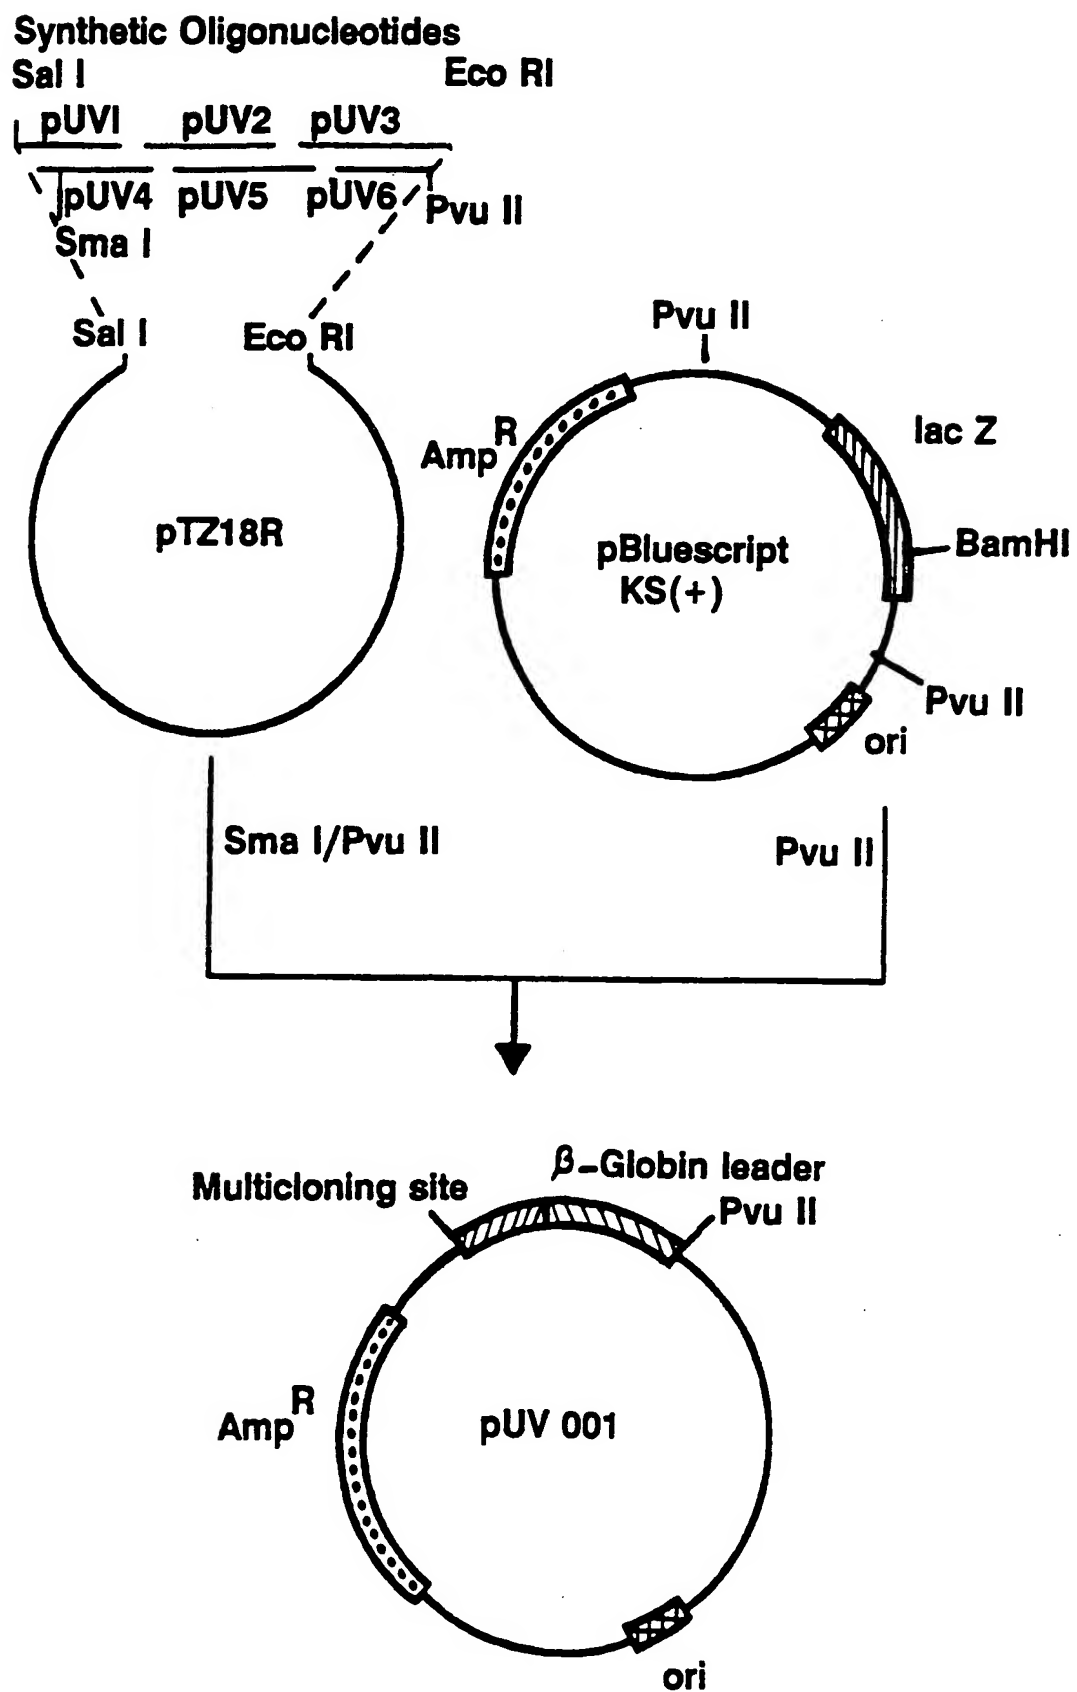 Synthetic Oligonucleotides
Sal I
Eco RI
pUVI pUV2 pUV3
pUV4 pUV5 pUV6
Pvu II
Sma I
Sal I
Eco RI
pTZ18R
Pvu II
Amp R
lac Z
pBluescript
KS(+)
BamHI
Pvu II
ori
Sma I/Pvu II
Pvu II
Multicloning site
β-Globin leader
Pvu II
Amp R
pUV 001
ori